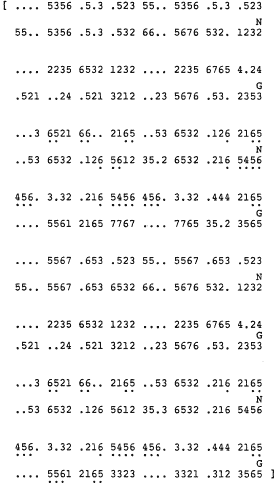 [ .... 5356 .5.3 .523 55.. 5356 .5.3 .523
N
55.. 5356 .5.3 .532 66.. 5676 532. 1232
.... 2235 6532 1232 .... 2235 6765 4.24
G
.521 ..24 .521 3212 ..23 5676 .53. 2353
...3 6521 66.. 2165 ..53 6532 .126 2165
N
..53 6532 .126 5612 35.2 6532 .216 5456
456. 3.32 .216 5456 456. 3.32 .444 2165
G
.... 5561 2165 7767 .... 7765 35.2 3565
.... 5567 .653 .523 55.. 5567 .653 .523
N
55.. 5567 .653 6532 66.. 5676 532. 1232
.... 2235 6532 1232 .... 2235 6765 4.24
G
.521 ..24 .521 3212 ..23 5676 .53. 2353
...3 6521 66.. 2165 ..53 6532 .216 2165
N
..53 6532 .126 5612 35.3 6532 .216 5456
456. 3.32 .216 5456 456. 3.32 .444 2165
G
.... 5561 2165 3323 .... 3321 .312 3565 ]